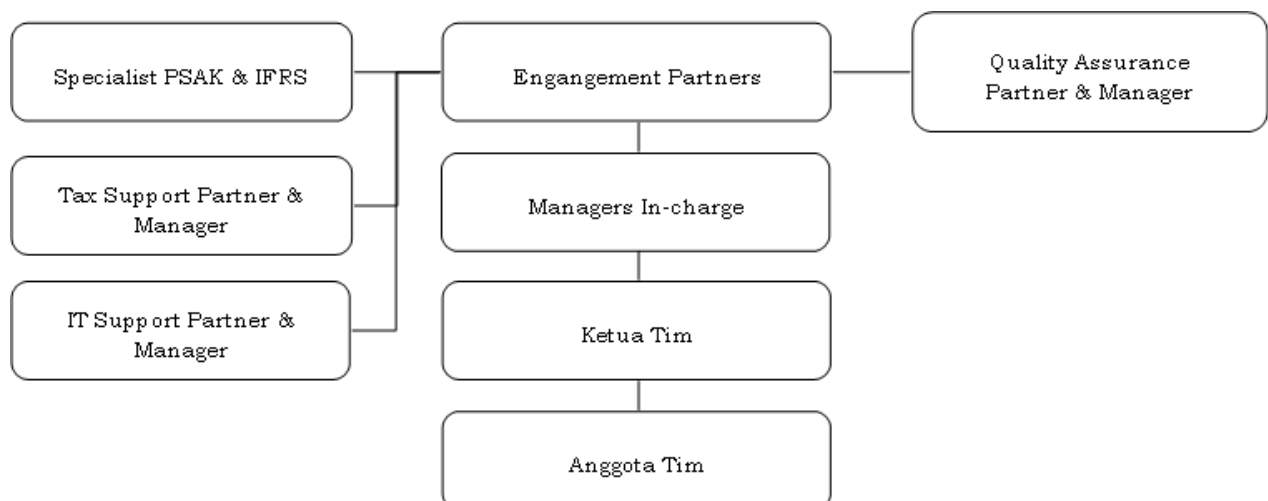 Specialist PSAK & IFRS
Engangement Partners
Quality Assurance
Partner & Manager
Tax Support Partner &
Manager
Managers In-charge
IT Support Partner &
Manager
Ketua Tim
Anggota Tim